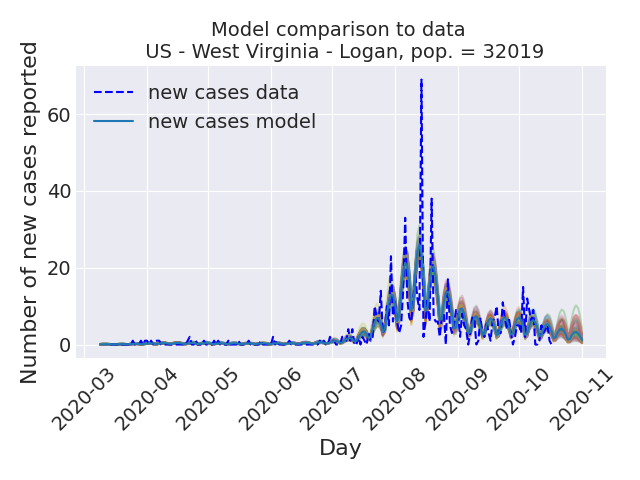 Model comparison to data
US - West Virginia - Logan, pop. = 32019
Number of new cases reported
60
40
20
0
new cases data
new cases model
2020-03
2020-04
2020-05
2020-06
2020-07
2020-08
2020-09
2020-10
2020-11
Day